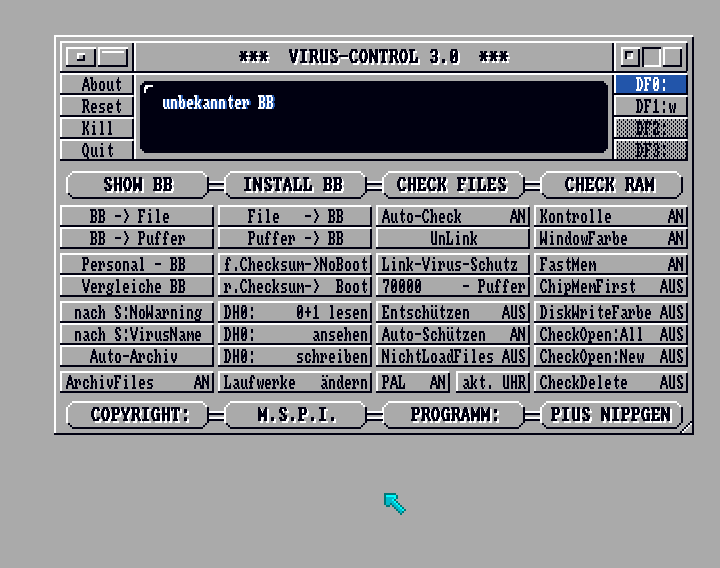 *** VIRUS-CONTROL 3.0 ***
About
Reset
Kill
Quit
unbekannter BB
DF0:
DF1:w
DF2:
DF3:
SHOW BB INSTALL BB CHECK FILES CHECK RAM
BB -> File File -> BB Auto-Check AN Kontrolle AN
BB -> Puffer Puffer -> BB UnLink WindowFarbe AN
Personal - BB f.Checksum->NoBoot Link-Virus-Schutz FastMem AN
Vergleiche BB r.Checksum-> Boot 70000 - Puffer ChipMemFirst AUS
nach S:NoWarning DH0: 0+1 lesen Entschützen AUS DiskWriteFarbe AUS
nach S:VirusName DH0: ansehen Auto-Schützen AN CheckOpen:All AUS
Auto-Archiv DH0: schreiben NichtLoadFiles AUS CheckOpen:New AUS
ArchivFiles AN Laufwerke ändern PAL AN akt. UHR CheckDelete AUS
COPYRIGHT: M.S.P.I. PROGRAMM: PIUS NIPPGEN